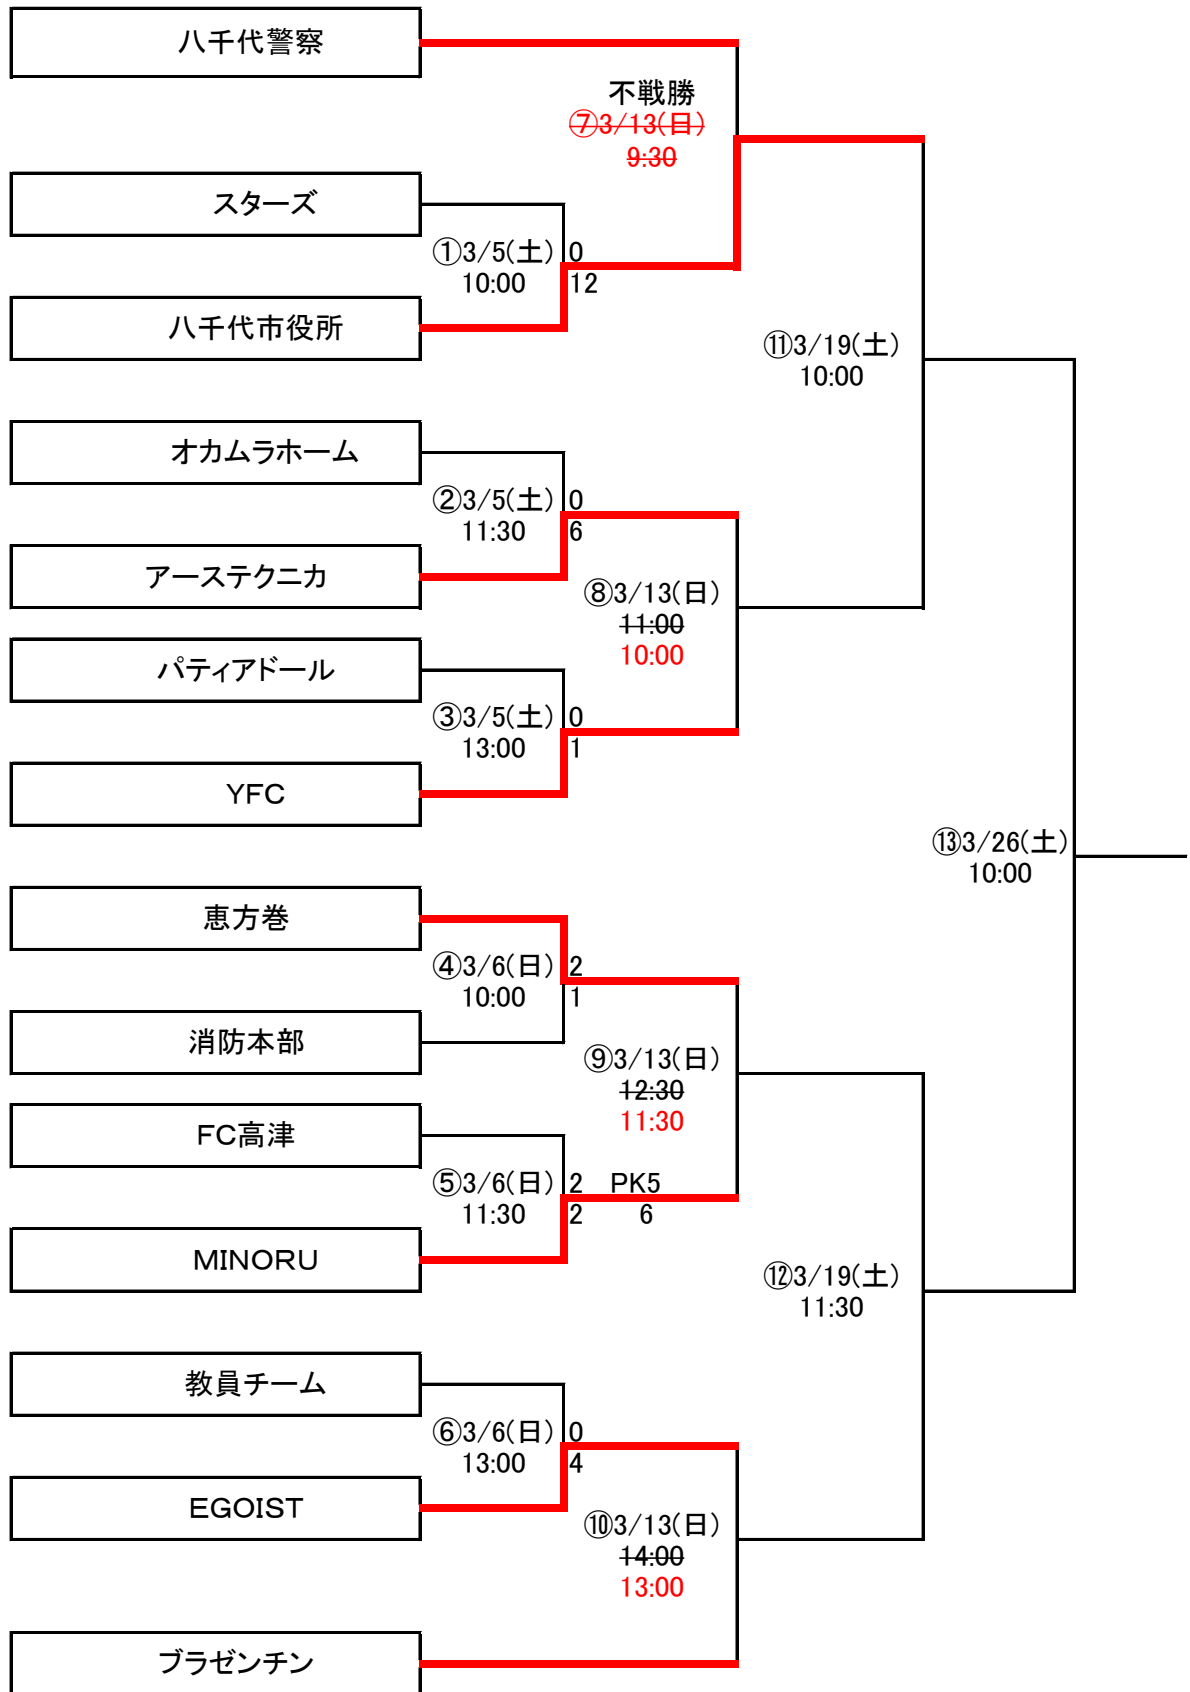 八千代警察
不戦勝
⑦3/13(日)
9:30
スターズ
①3/5(土) 0
10:00 12
八千代市役所
⑪3/19(土)
10:00
オカムラホーム
②3/5(土) 0
11:30 6
アーステクニカ
⑧3/13(日)
11:00
10:00
パティアドール
③3/5(土) 0
13:00 1
YFC
⑬3/26(土)
10:00
恵方巻
④3/6(日) 2
10:00 1
消防本部
⑨3/13(日)
12:30
11:30
FC高津
⑤3/6(日) 2 PK5
11:30 2 6
MINORU
⑫3/19(土)
11:30
教員チーム
⑥3/6(日) 0
13:00 4
EGOIST
⑩3/13(日)
14:00
13:00
ブラゼンチン